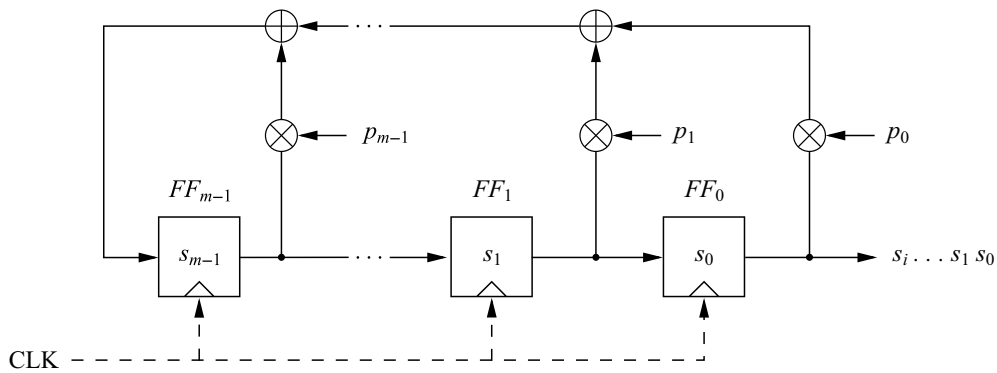 . . .
p_{m−1} p_1 p_0
FF_{m−1} FF_1 FF_0
s_{m−1} . . . s_1 s_0 s_i . . . s_1 s_0
CLK